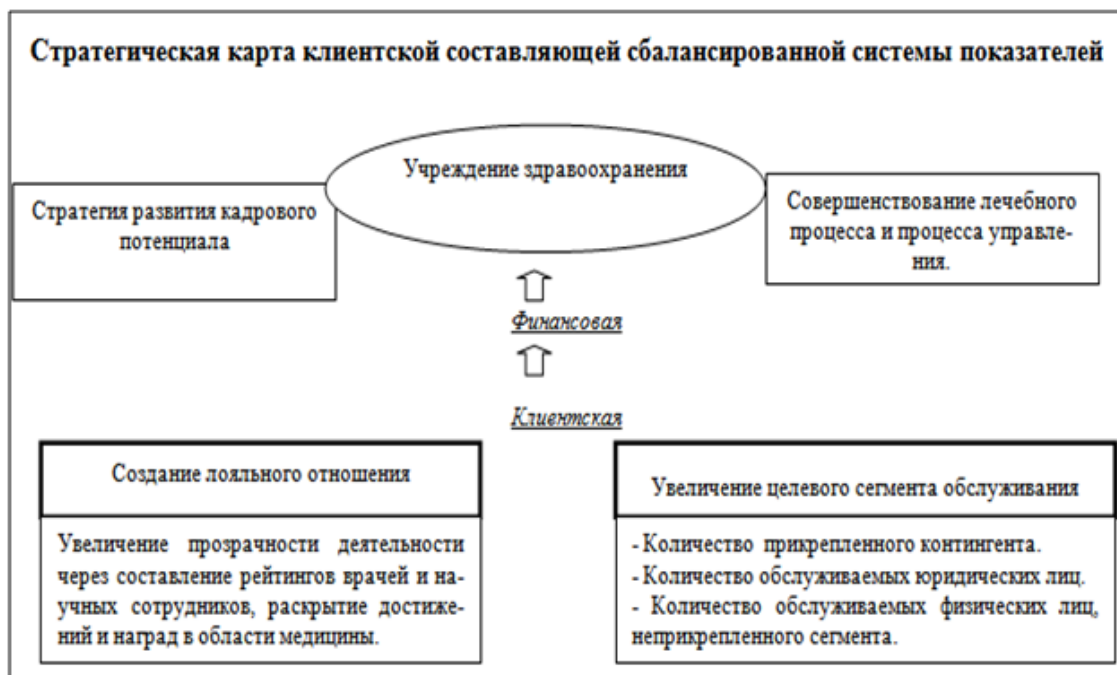 Стратегическая карта клиентской составляющей сбалансированной системы показателей
Учреждение здравоохранения
Стратегия развития кадрового
потенциала
Совершенствование лечебного
процесса и процесса управле-
ния.
Финансовая
Клиентская
Создание лояльного отношения
Увеличение прозрачности деятельности
через составление рейтингов врачей и на-
учных сотрудников, раскрытие достиже-
ний и наград в области медицины.
Увеличение целевого сегмента обслуживания
- Количество прикрепленного контингента.
- Количество обслуживаемых юридических лиц.
- Количество обслуживаемых физических лиц,
неприкрепленного сегмента.